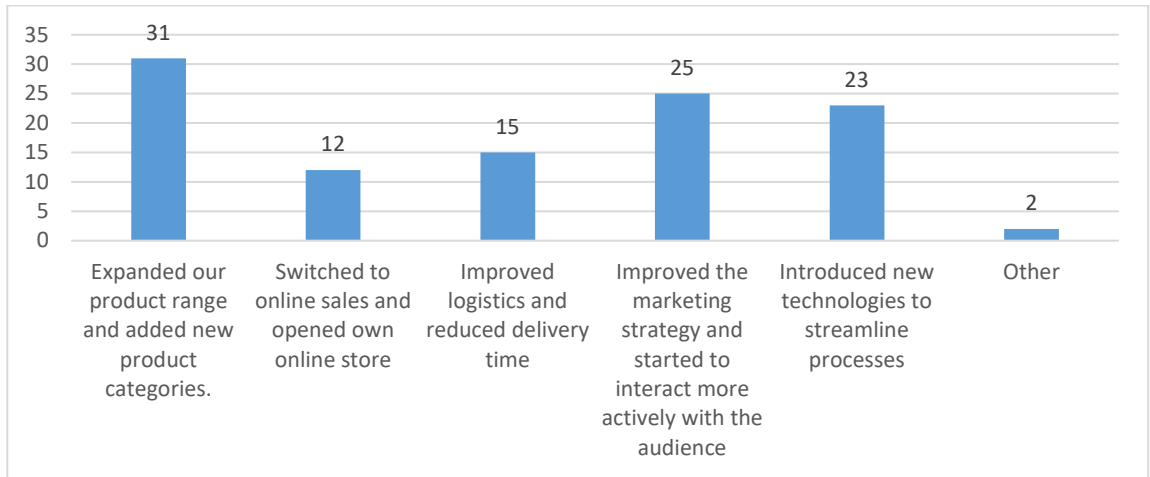 35
30
25
20
15
10
5
0
31
12
15
25
23
2
Expanded our
product range
and added new
product
categories.
Switched to
online sales and
opened own
online store
Improved
logistics and
reduced delivery
time
Improved the
marketing
strategy and
started to
interact more
actively with the
audience
Introduced new
technologies to
streamline
processes
Other